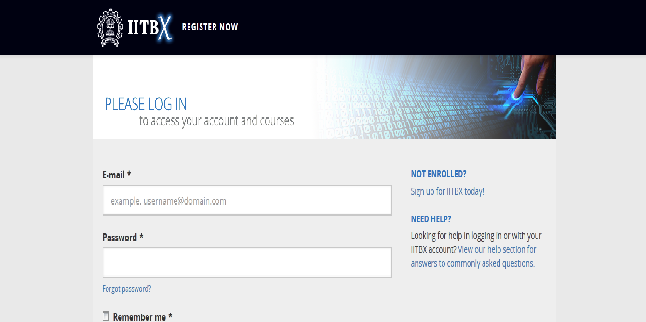 IITBX REGISTER NOW
PLEASE LOG IN
to access your account and courses
E-mail *
example. username@domain.com
Password *
Forgot password?
Remember me *
NOT ENROLLED?
Sign up for IITBX today!
NEED HELP?
Looking for help in logging in or with your
IITBX account? View our help section for
answers to commonly asked questions.